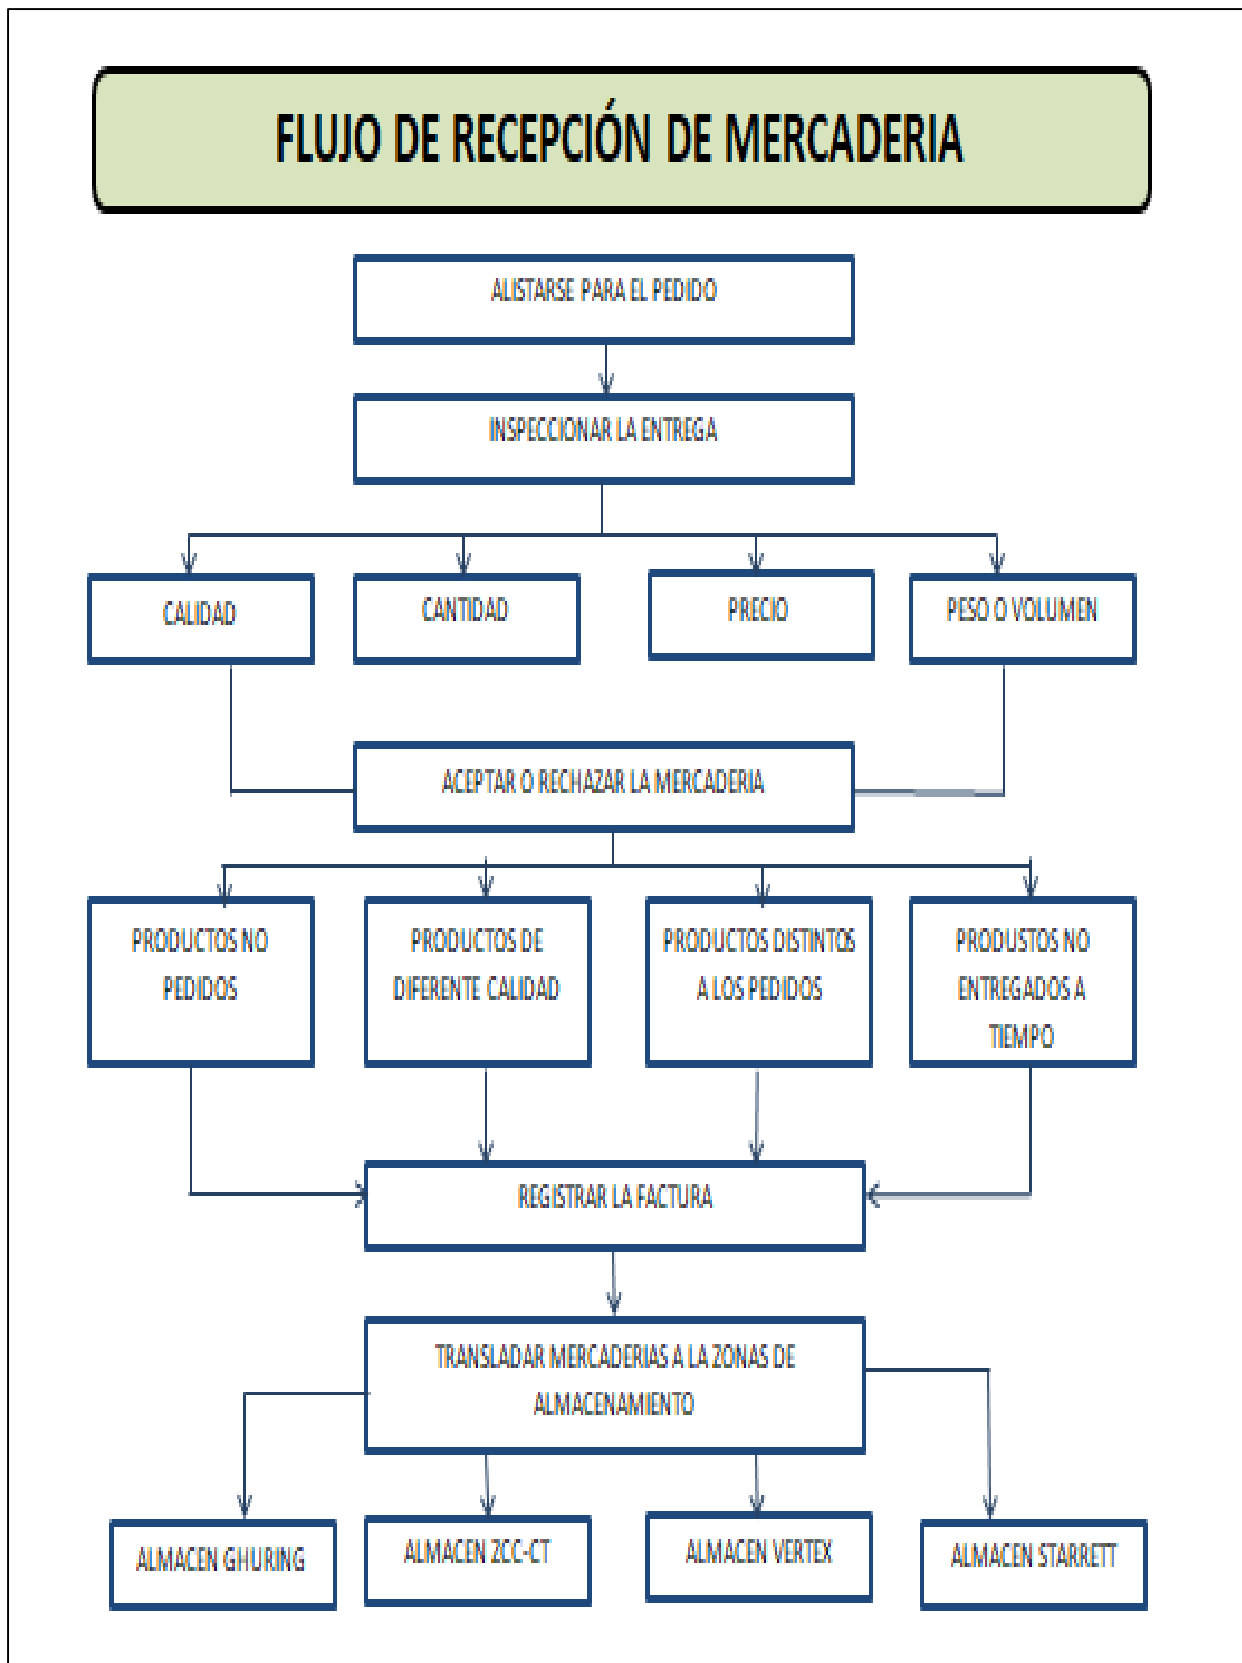 FLUJO DE RECEPCIÓN DE MERCADERIA
ALISTARSE PARA EL PEDIDO
INSPECCIONAR LA ENTREGA
CALIDAD
CANTIDAD
PRECIO
PESO O VOLUMEN
ACEPTAR O RECHAZAR LA MERCADERIA
PRODUCTOS NO
PEDIDOS
PRODUCTOS DE
DIFERENTE CALIDAD
PRODUCTOS DISTINTOS
A LOS PEDIDOS
PRODUSTOS NO
ENTREGADOS A
TIEMPO
REGISTRAR LA FACTURA
TRANSLADAR MERCADERIAS A LA ZONAS DE
ALMACENAMIENTO
ALMACEN GHURING
ALMACEN ZCC-CT
ALMACEN VERTEX
ALMACEN STARRETT